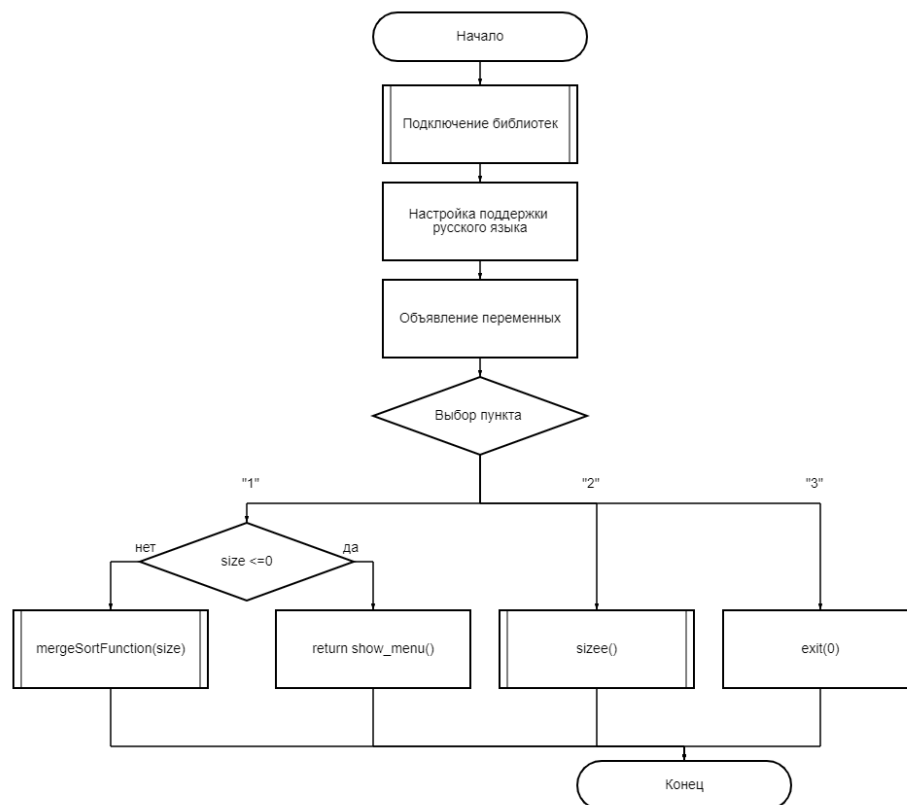 Начало
Подключение библиотек
Настройка поддержки
русского языка
Объявление переменных
Выбор пункта
"1"
"2"
"3"
нет
size <=0
да
mergeSortFunction(size)
return show_menu()
sizee()
exit(0)
Конец